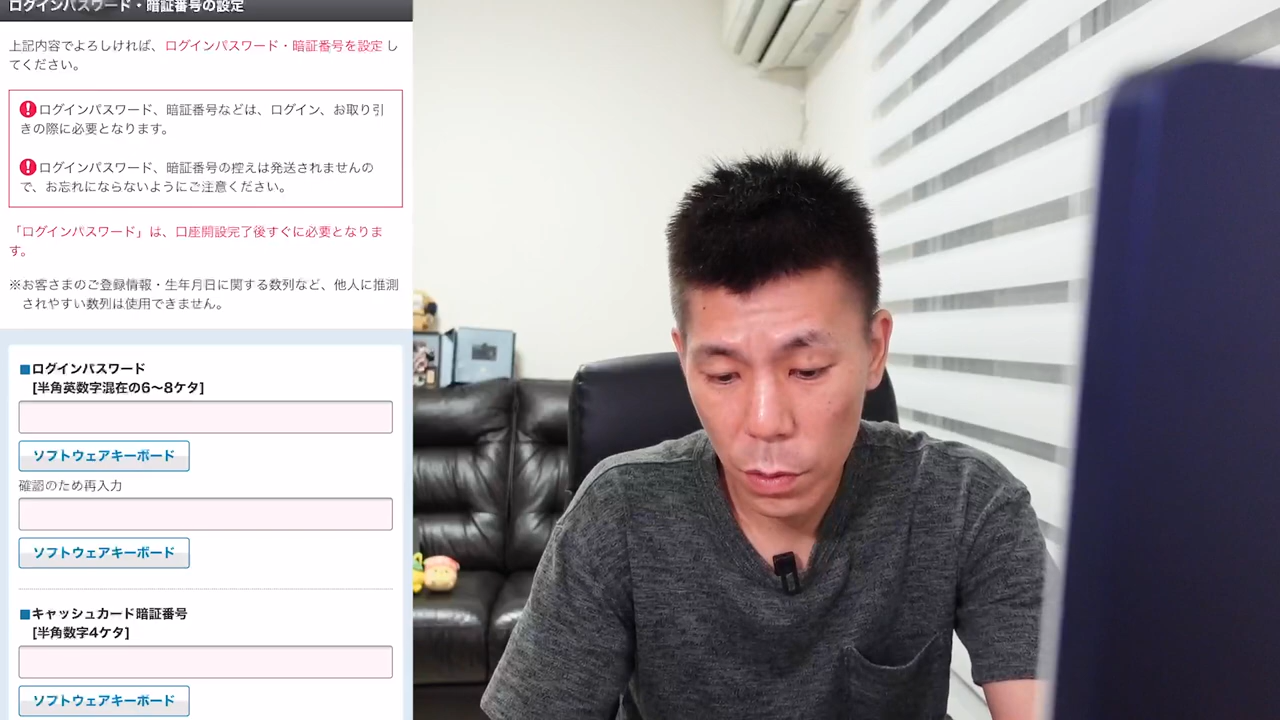 ログインパスワード・暗証番号の設定
上記内容でよろしければ、ログインパスワード・暗証番号を設定し
てください。
ログインパスワード、暗証番号などは、ログイン、お取り引
きの際に必要となります。
ログインパスワード、暗証番号の控えは発送されませんの
で、お忘れにならないようにご注意ください。
「ログインパスワード」は、口座開設完了後すぐに必要となりま
す。
※お客さまのご登録情報・生年月日に関する数列など、他人に推測
されやすい数列は使用できません。
■ログインパスワード
[半角英数字混在の6〜8ケタ]
ソフトウェアキーボード
確認のため再入力
ソフトウェアキーボード
■キャッシュカード暗証番号
[半角数字4ケタ]
ソフトウェアキーボード